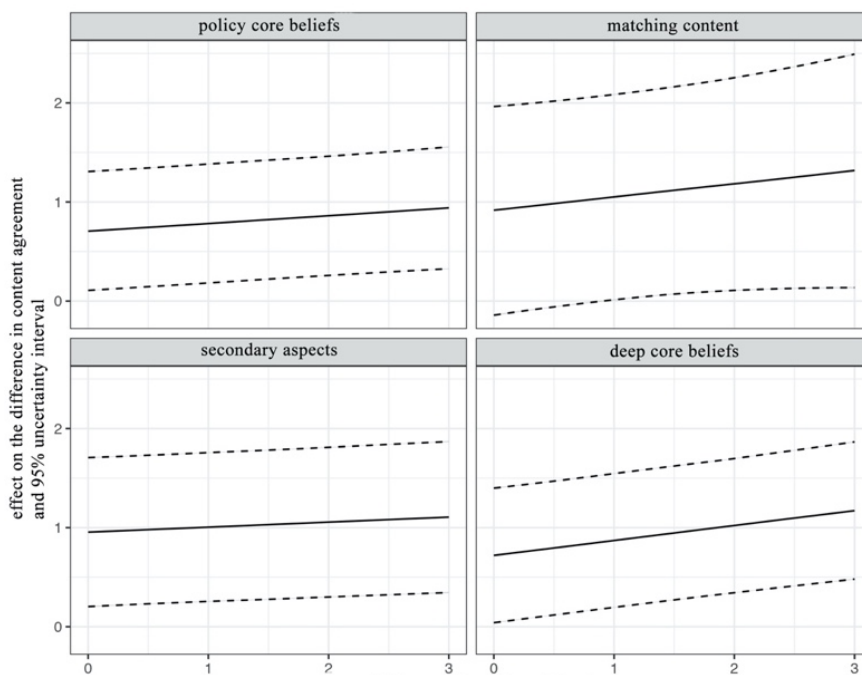 policy core beliefs
matching content
2
1
0
secondary aspects
deep core beliefs
2
1
0
0 1 2 3
0 1 2 3
effect on the difference in content agreement
and 95% uncertainty interval